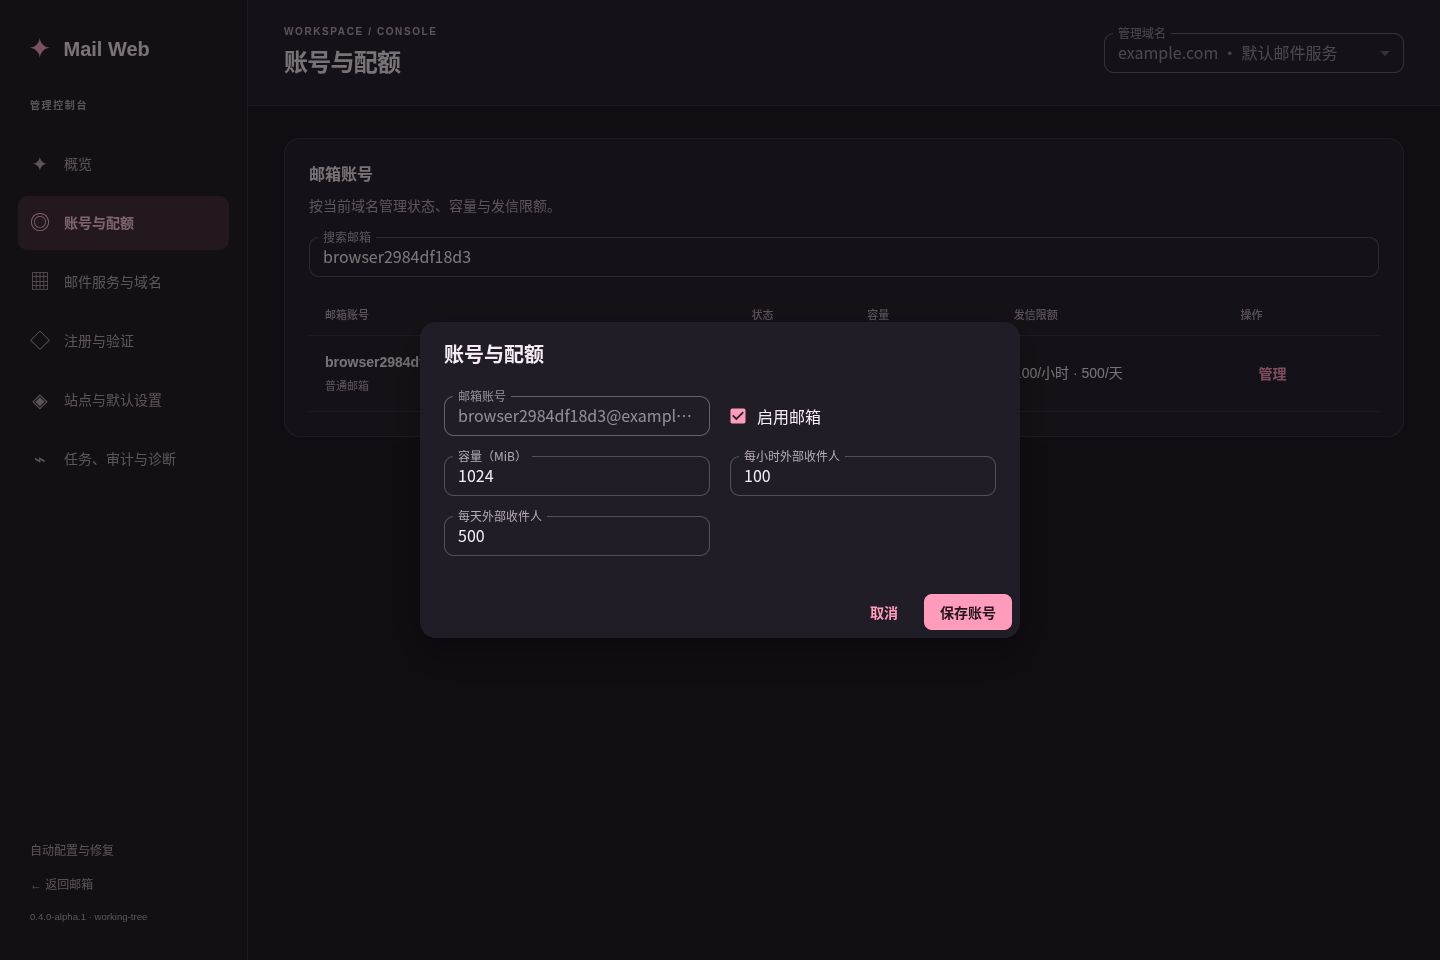 Mail Web
管理控制台
概览
账号与配额
邮件服务与域名
注册与验证
站点与默认设置
任务、审计与诊断
自动配置与修复
← 返回邮箱
0.4.0-alpha.1 · working-tree
WORKSPACE / CONSOLE
账号与配额
管理域名
example.com · 默认邮件服务
邮箱账号
按当前域名管理状态、容量与发信限额。
搜索邮箱
browser2984df18d3
邮箱账号 状态 容量 发信限额 操作
browser2984d
普通邮箱
00/小时 · 500/天
管理
账号与配额
邮箱账号
browser2984df18d3@exampl…
启用邮箱
容量（MiB）
1024
每小时外部收件人
100
每天外部收件人
500
取消
保存账号